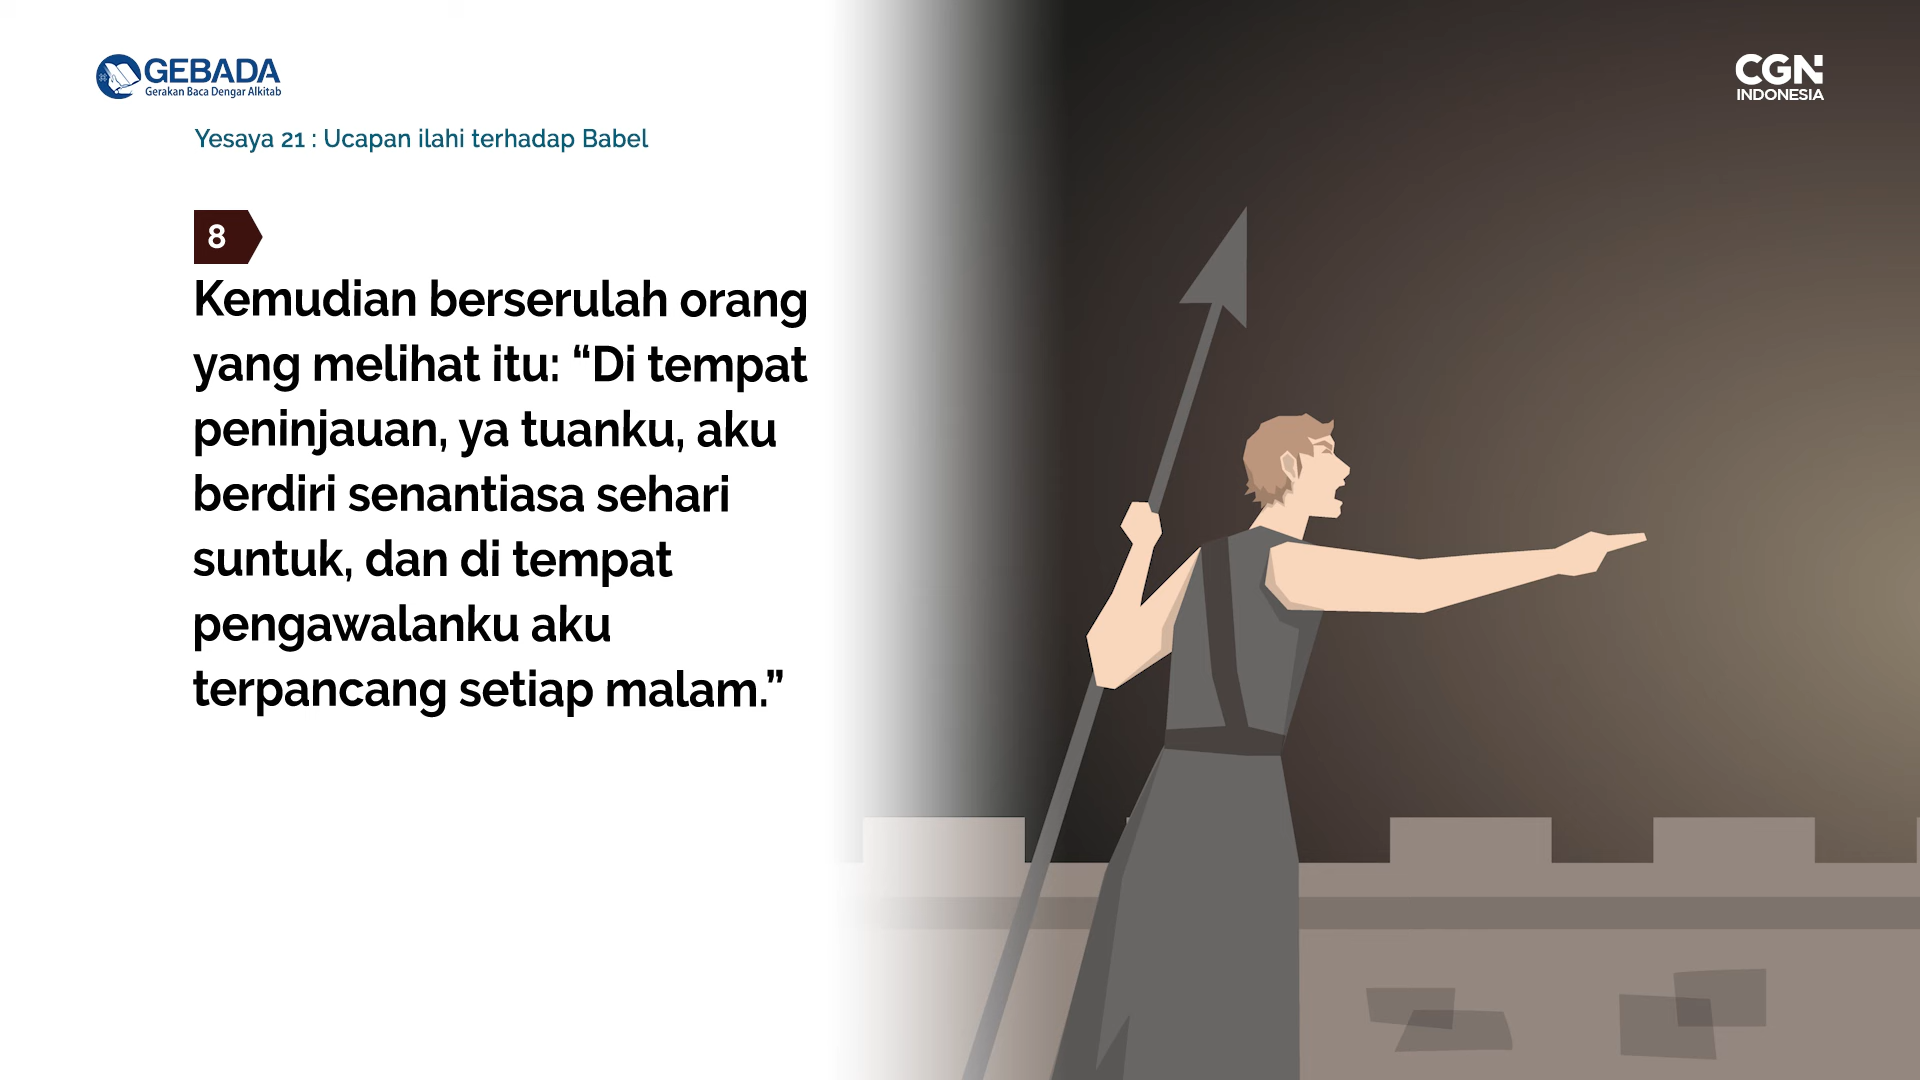 GEBADA
Gerakan Baca Dengar Alkitab
CGN
INDONESIA
Yesaya 21 : Ucapan ilahi terhadap Babel
8
Kemudian berserulah orang
yang melihat itu: “Di tempat
peninjauan, ya tuanku, aku
berdiri senantiasa sehari
suntuk, dan di tempat
pengawalanku aku
terpancang setiap malam.”